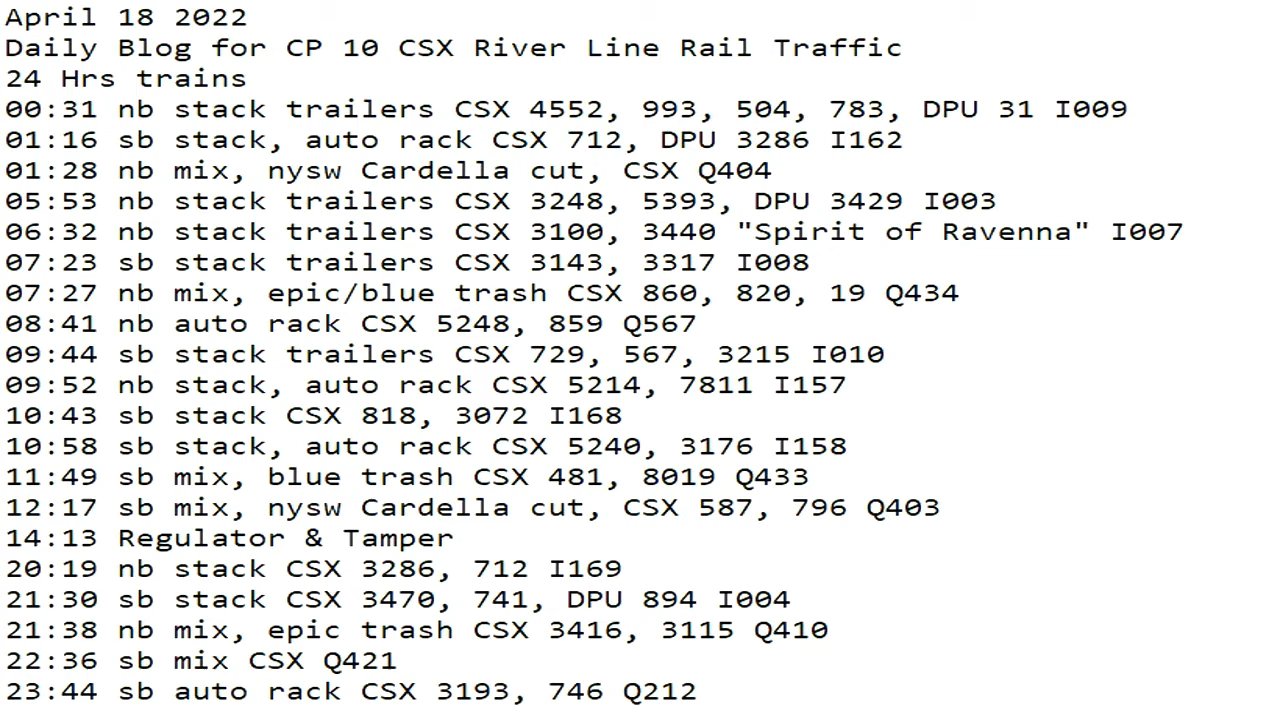 April 18 2022
Daily Blog for CP 10 CSX River Line Rail Traffic
24 Hrs trains
00:31 nb stack trailers CSX 4552, 993, 504, 783, DPU 31 I009
01:16 sb stack, auto rack CSX 712, DPU 3286 I162
01:28 nb mix, nysw Cardella cut, CSX Q404
05:53 nb stack trailers CSX 3248, 5393, DPU 3429 I003
06:32 nb stack trailers CSX 3100, 3440 "Spirit of Ravenna" I007
07:23 sb stack trailers CSX 3143, 3317 I008
07:27 nb mix, epic/blue trash CSX 860, 820, 19 Q434
08:41 nb auto rack CSX 5248, 859 Q567
09:44 sb stack trailers CSX 729, 567, 3215 I010
09:52 nb stack, auto rack CSX 5214, 7811 I157
10:43 sb stack CSX 818, 3072 I168
10:58 sb stack, auto rack CSX 5240, 3176 I158
11:49 sb mix, blue trash CSX 481, 8019 Q433
12:17 sb mix, nysw Cardella cut, CSX 587, 796 Q403
14:13 Regulator & Tamper
20:19 nb stack CSX 3286, 712 I169
21:30 sb stack CSX 3470, 741, DPU 894 I004
21:38 nb mix, epic trash CSX 3416, 3115 Q410
22:36 sb mix CSX Q421
23:44 sb auto rack CSX 3193, 746 Q212